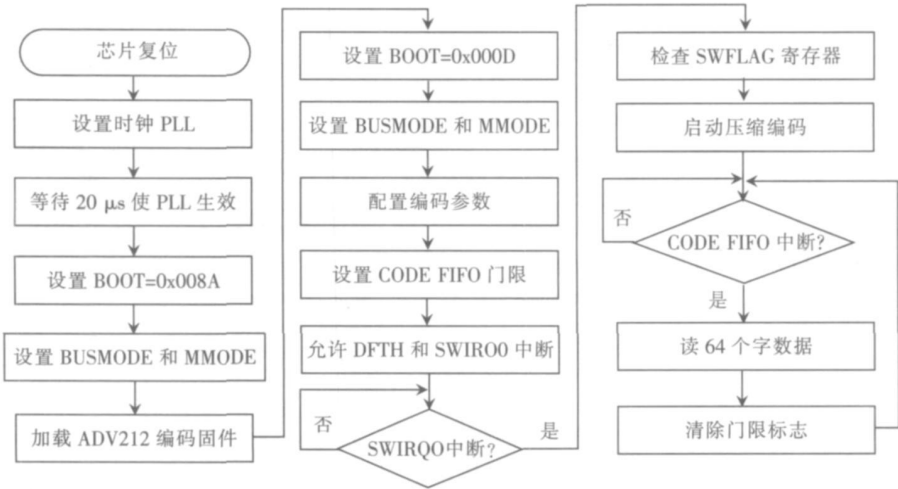 芯片复位
设置时钟 PLL
等待 20 μs 使 PLL 生效
设置 BOOT=0x008A
设置 BUSMODE 和 MMODE
加载 ADV212 编码固件
设置 BOOT=0x000D
设置 BUSMODE 和 MMODE
配置编码参数
设置 CODE FIFO 门限
允许 DFTH 和 SWIRO0 中断
否
SWIRQ0中断?
是
检查 SWFLAG 寄存器
启动压缩编码
否
CODE FIFO 中断?
是
读 64 个字数据
清除门限标志